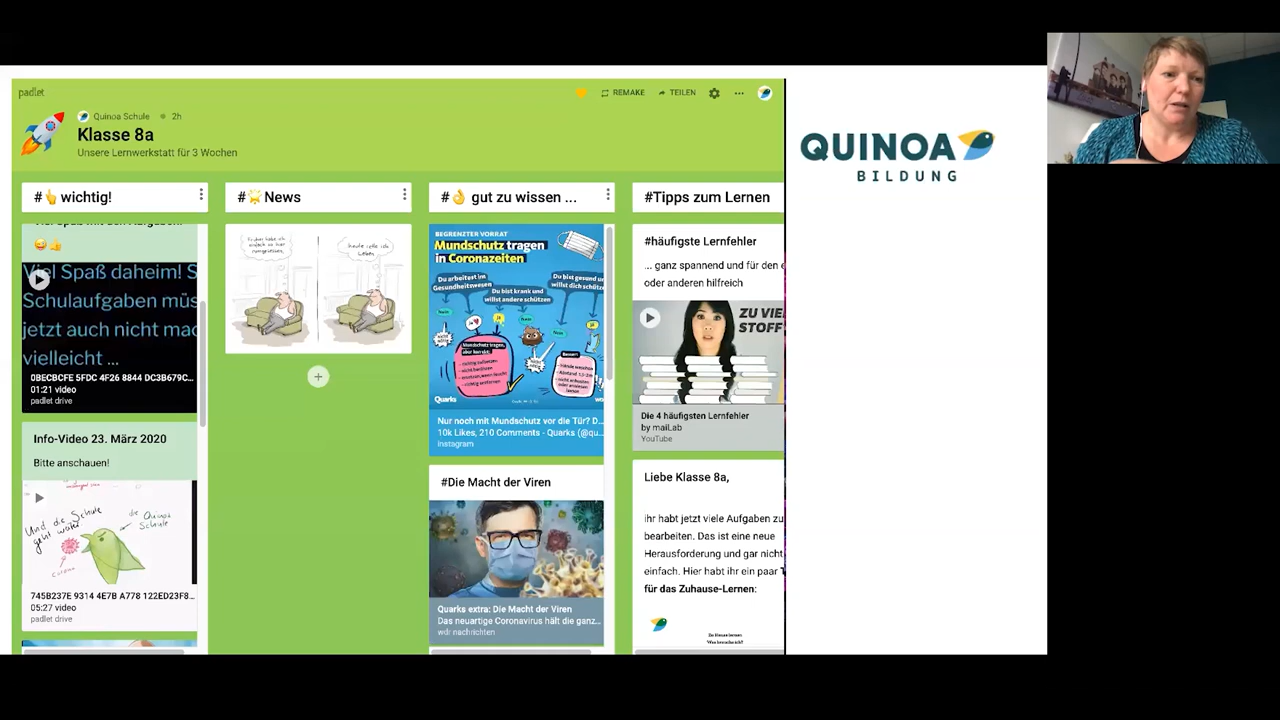 padlet
REMAKE
TEILEN
Quinoa Schule
2h
Klasse 8a
Unsere Lernwerkstatt für 3 Wochen
QUINOA
BILDUNG
#👆 wichtig!
😄 👍
Viel Spaß daheim! S
Schulaufgaben müs
jetzt auch nicht mac
vielleicht ...
0BECBCFE 5FDC 4F26 8844 DC3B679C...
01:21 video
padlet drive
Info-Video 23. März 2020
Bitte anschauen!
Und die Schule
geht weiter
die Quinoa
Schule
Corona
745B237E 9314 4E7B A778 122ED23F8...
05:27 video
padlet drive
#🌟News
#👌 gut zu wissen ...
BEGRENZTER VORRAT
Mundschutz tragen
in Coronazeiten
Du arbeitest im
Gesundheitswesen
Du bist krank und
willst andere schützen
Du bist gesund u
willst dich schütz
Quarks
Nur noch mit Mundschutz vor die Tür? D...
10k Likes, 210 Comments - Quarks (@qu...
instagram
#Die Macht der Viren
Quarks extra: Die Macht der Viren
Das neuartige Coronavirus hält die ganz...
wdr nachrichten
#Tipps zum Lernen
#häufigste Lernfehler
... ganz spannend und für den e
oder anderen hilfreich
ZU VIE
STOFF
Die 4 häufigsten Lernfehler
by maiLab
YouTube
Liebe Klasse 8a,
ihr habt jetzt viele Aufgaben zu
bearbeiten. Das ist eine neue
Herausforderung und gar nicht
einfach. Hier habt ihr ein paar T
für das Zuhause-Lernen:
Zu Hause lernen